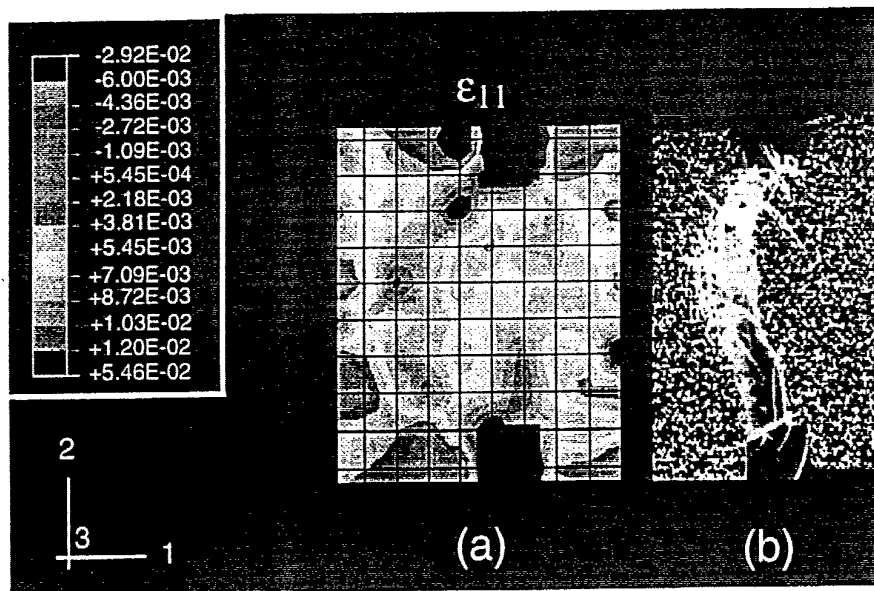 -2.92E-02
-6.00E-03
-4.36E-03
-2.72E-03
-1.09E-03
+5.45E-04
+2.18E-03
+3.81E-03
+5.45E-03
+7.09E-03
+8.72E-03
+1.03E-02
+1.20E-02
+5.46E-02
ε11
2
3
1
(a)
(b)